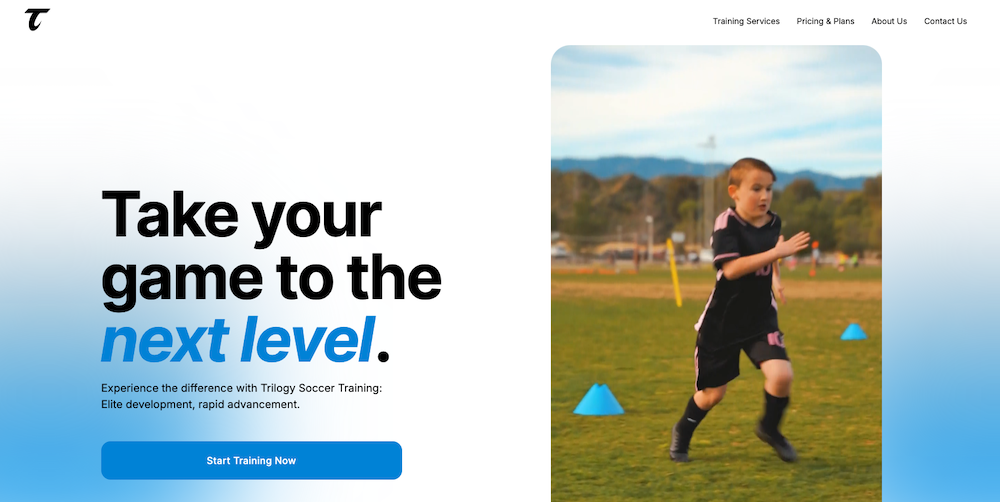 Training Services
Pricing & Plans
About Us
Contact Us
Take your
game to the
next level.
Experience the difference with Trilogy Soccer Training:
Elite development, rapid advancement.
Start Training Now